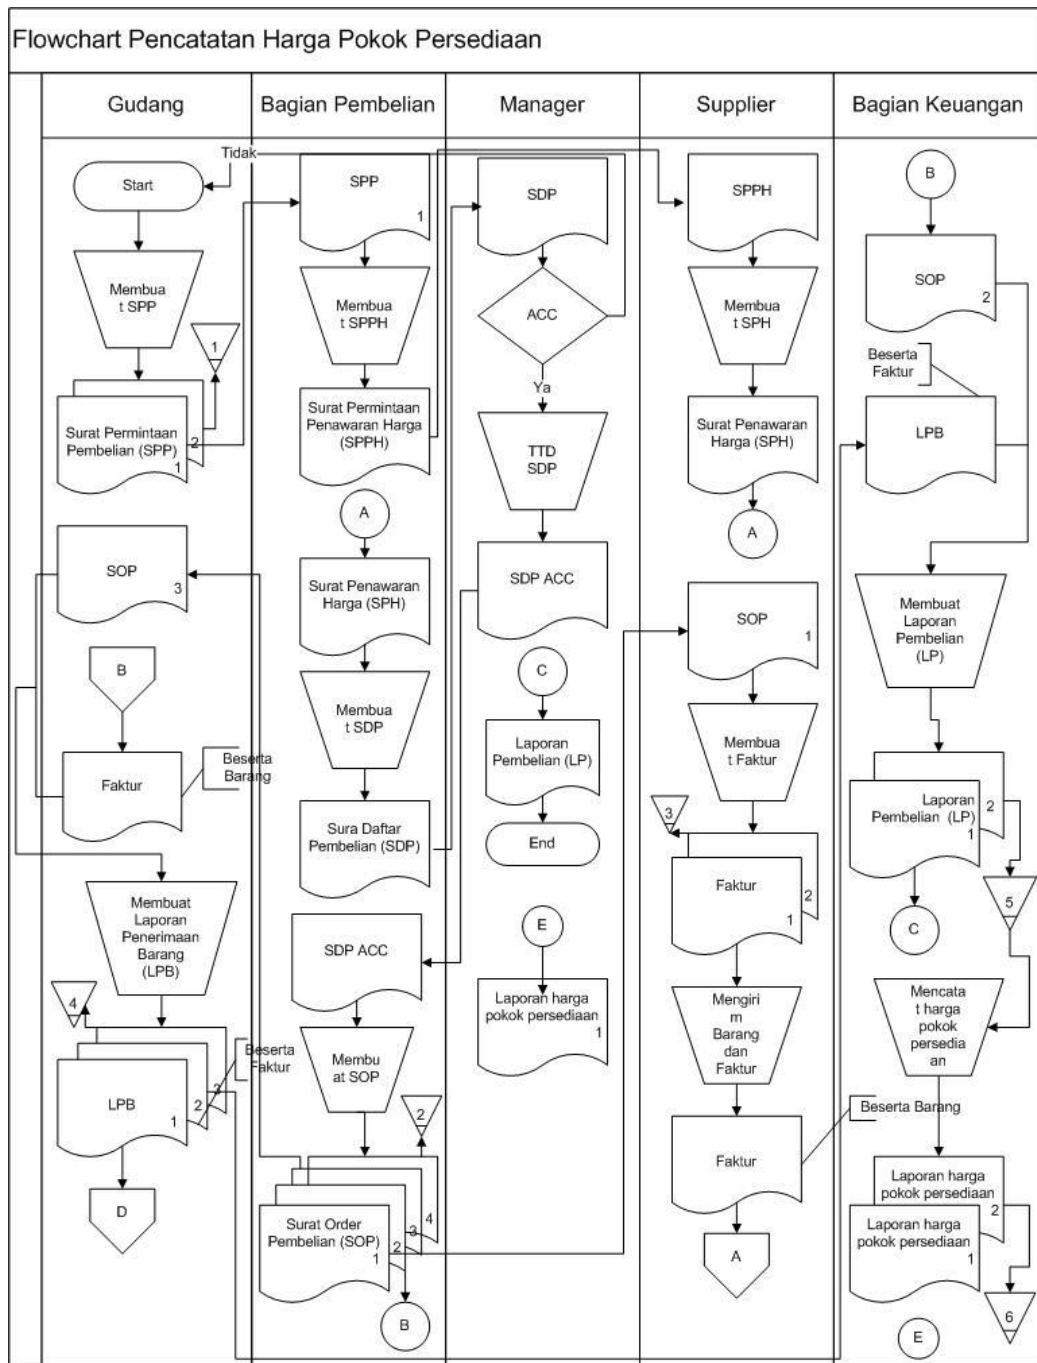 Flowchart Pencatatan Harga Pokok Persediaan
Gudang
Bagian Pembelian
Manager
Supplier
Bagian Keuangan
Tidak
Start
Membua
t SPP
1
Surat Permintaan
Pembelian (SPP)
1
2
SOP
3
B
Faktur
Beserta
Barang
Membuat
Laporan
Penerimaan
Barang
(LPB)
4
LPB
1
2
3
Beserta
Faktur
D
SPP
1
Membua
t SPPH
Surat Permintaan
Penawaran Harga
(SPPH)
A
Surat Penawaran
Harga (SPH)
Membua
t SDP
Sura Daftar
Pembelian (SDP)
SDP ACC
Membu
at SOP
2
Surat Order
Pembelian (SOP)
1
2
3
4
B
SDP
ACC
Ya
TTD
SDP
SDP ACC
C
Laporan
Pembelian (LP)
End
E
Laporan harga
pokok persediaan
1
SPPH
Membua
t SPH
Surat Penawaran
Harga (SPH)
A
SOP
1
Membua
t Faktur
3
Faktur
1
2
Mengiri
m
Barang
dan
Faktur
Faktur
Beserta Barang
A
B
SOP
2
Beserta
Faktur
LPB
Membuat
Laporan
Pembelian
(LP)
Laporan
Pembelian (LP)
1
2
5
C
Mencata
t harga
pokok
persedia
an
Laporan harga
pokok persediaan
2
Laporan harga
pokok persediaan
1
6
E